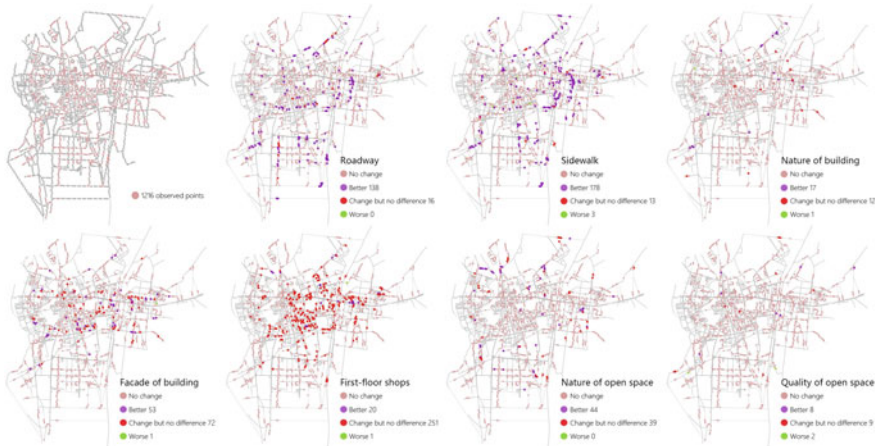 1216 observed points
Roadway
No change
Better 138
Change but no difference 16
Worse 0
Sidewalk
No change
Better 178
Change but no difference 13
Worse 3
Nature of building
No change
Better 17
Change but no difference 12
Worse 1
Facade of building
No change
Better 53
Change but no difference 72
Worse 1
First-floor shops
No change
Better 20
Change but no difference 251
Worse 1
Nature of open space
No change
Better 44
Change but no difference 39
Worse 0
Quality of open space
No change
Better 8
Change but no difference 9
Worse 2